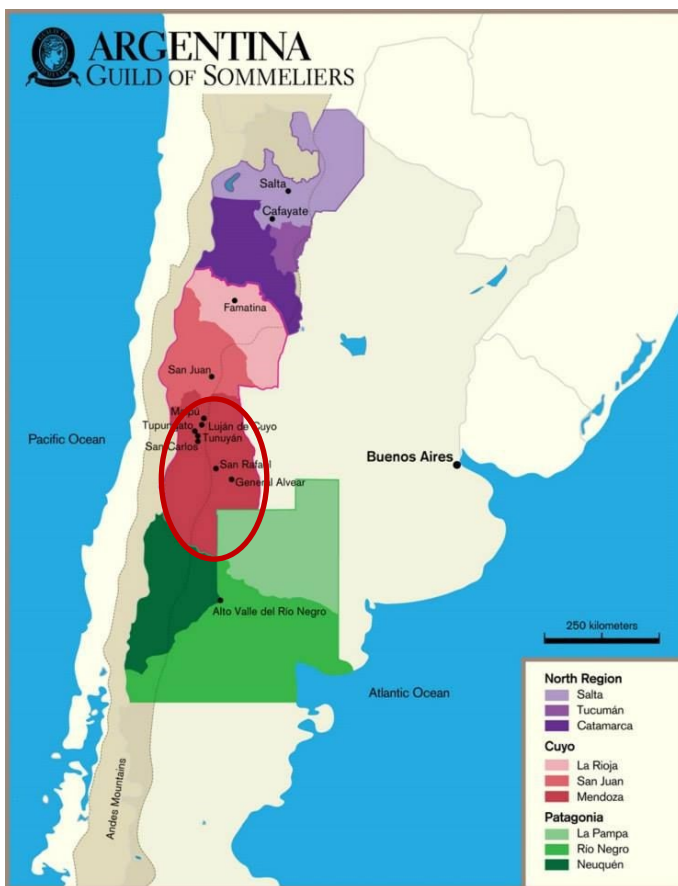 ARGENTINA
GUILD OF SOMMELIERS
Salta
Cafayate
Famatina
San Juan
Maipú
Tupungato
Luján de Cuyo
Tunuyán
San Carlos
Pacific Ocean
Buenos Aires
San Rafael
General Alvear
Alto Valle del Río Negro
250 kilometers
Atlantic Ocean
Andes Mountains
North Region
Salta
Tucumán
Catamarca
Cuyo
La Rioja
San Juan
Mendoza
Patagonia
La Pampa
Río Negro
Neuquén